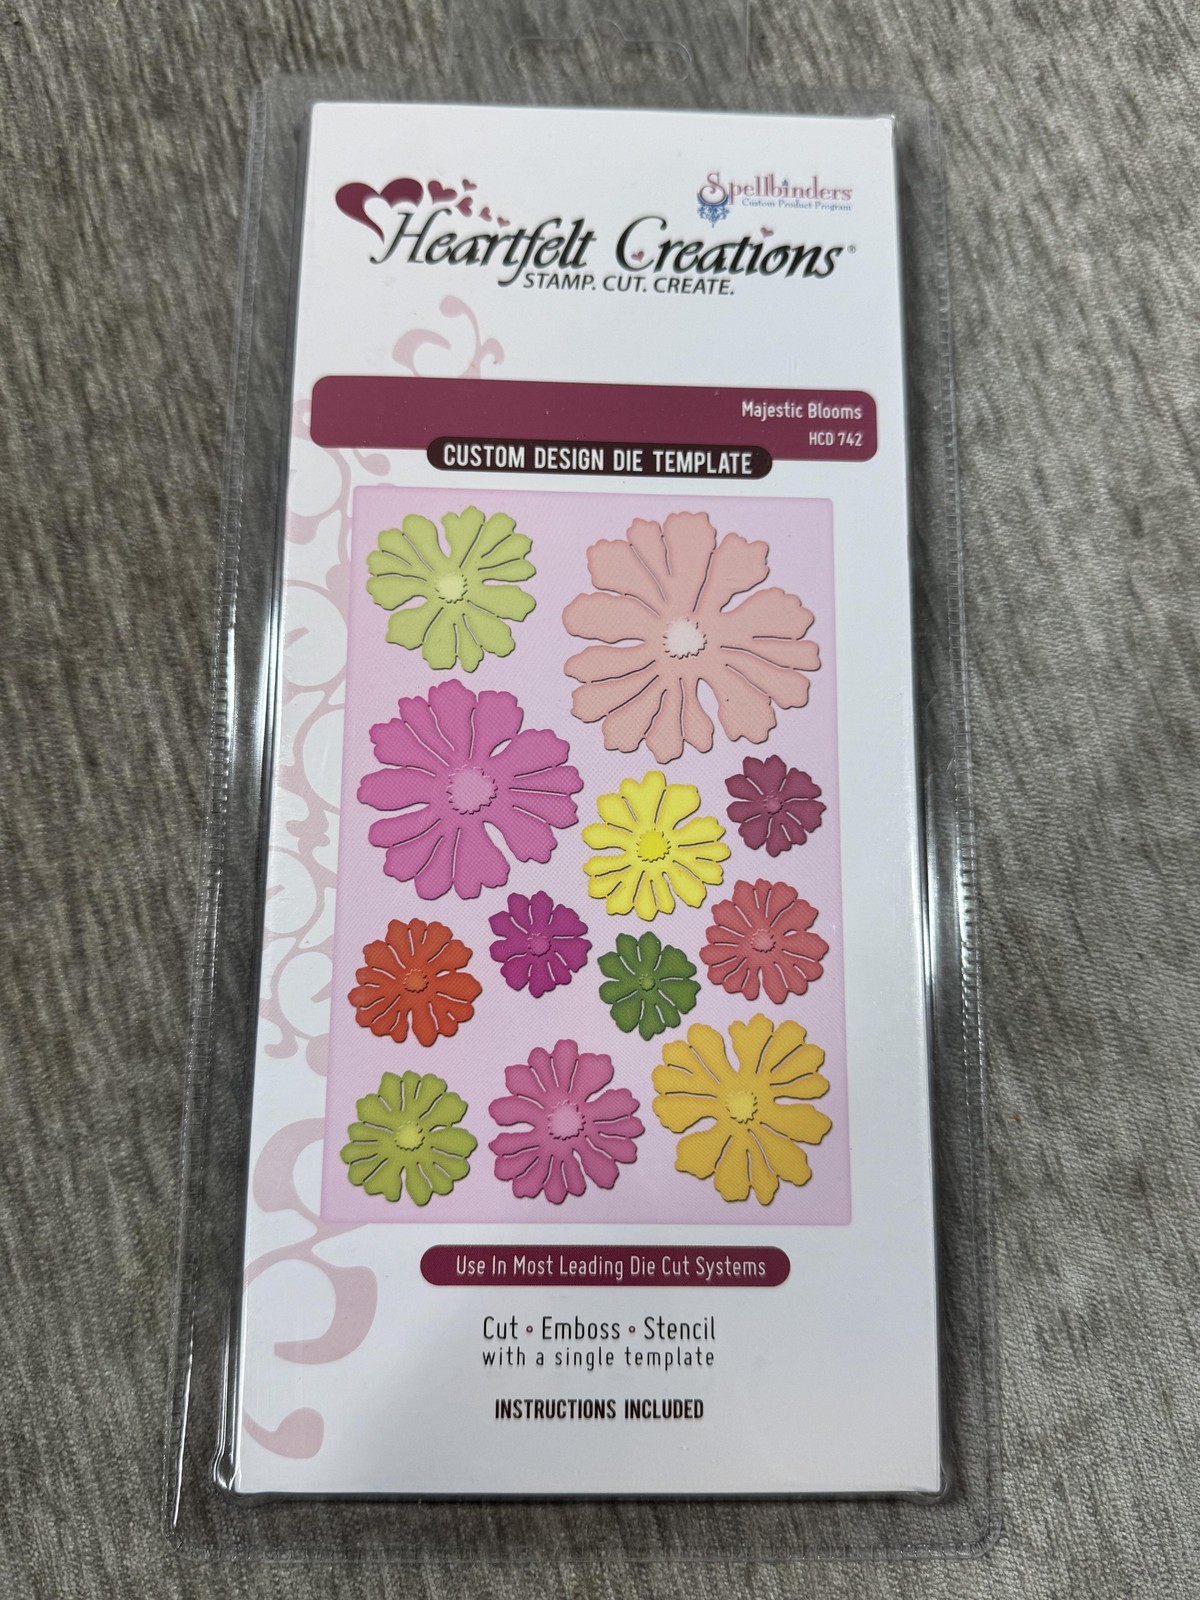 Spellbinders
Custom Product Program
Heartfelt Creations®
STAMP. CUT. CREATE.
Majestic Blooms
HCD 742
CUSTOM DESIGN DIE TEMPLATE
Use In Most Leading Die Cut Systems
Cut • Emboss • Stencil
with a single template
INSTRUCTIONS INCLUDED